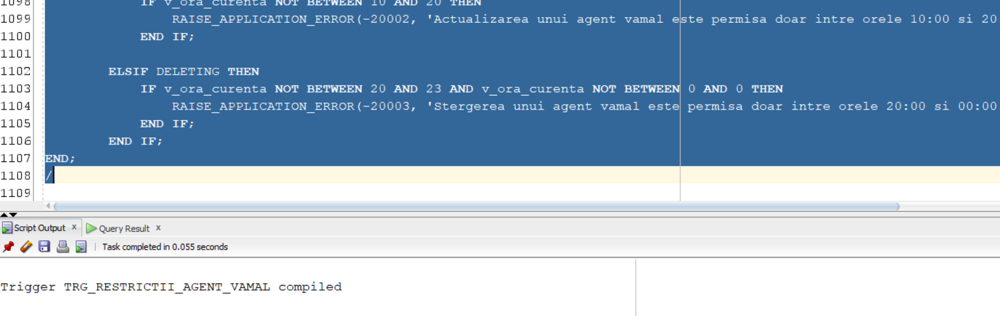 1098 IF v_ora_curenta NOT BETWEEN 10 AND 20 THEN
1099 RAISE_APPLICATION_ERROR(-20002, 'Actualizarea unui agent vamal este permisa doar intre orele 10:00 si 20
1100 END IF;
1101
1102 ELSIF DELETING THEN
1103 IF v_ora_curenta NOT BETWEEN 20 AND 23 AND v_ora_curenta NOT BETWEEN 0 AND 0 THEN
1104 RAISE_APPLICATION_ERROR(-20003, 'Stergerea unui agent vamal este permisa doar intre orele 20:00 si 00:00
1105 END IF;
1106 END IF;
1107 END;
1108 /
1109
Script Output x Query Result x
Task completed in 0.055 seconds
Trigger TRG_RESTRICTII_AGENT_VAMAL compiled